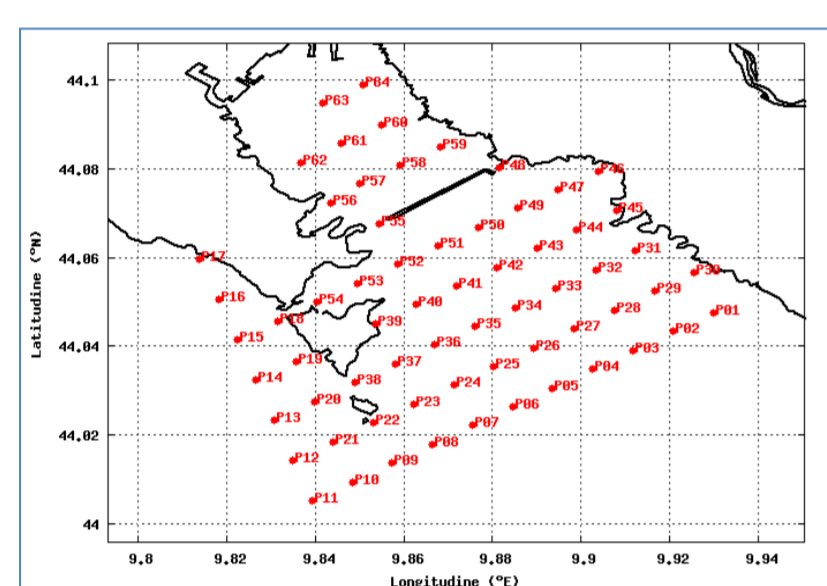 44.1
P64
P63
P60
P61
P59
44.08
P62
P58
P48
P46
P57
P47
P56
P49
P45
P55
P50
P44
P51
P43
P31
44.06
P17
P52
P42
P32
P30
P53
P41
P33
P29
P16
P54
P40
P34
P28
P01
P18
P39
P35
P27
P02
44.04
P15
P36
P26
P03
P19
P37
P25
P04
P14
P38
P24
P05
P20
P23
P06
P13
P22
P07
44.02
P21
P08
P12
P09
P10
P11
44
9.8 9.82 9.84 9.86 9.88 9.9 9.92 9.94
Latitudine (°N)
Longitudine (°E)